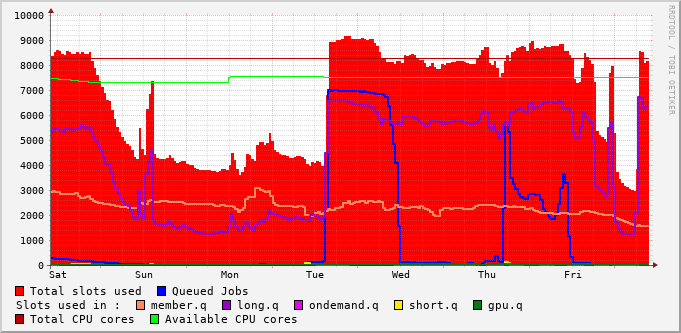 10000
9000
8000
7000
6000
5000
4000
3000
2000
1000
0
Sat Sun Mon Tue Wed Thu Fri
RRDTOOL / TOBI OETIKER
Total slots used Queued Jobs
Slots used in : member.q long.q ondemand.q short.q gpu.q
Total CPU cores Available CPU cores